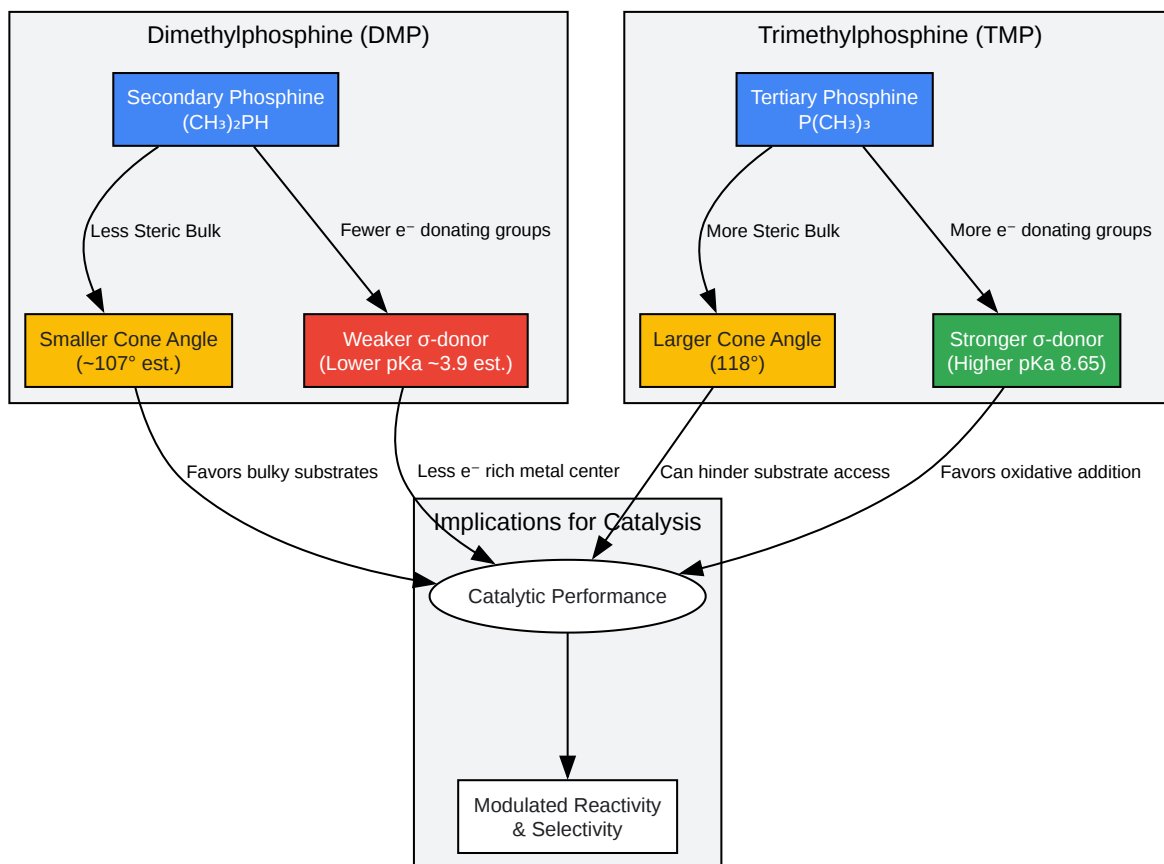 Dimethylphosphine (DMP)
Trimethylphosphine (TMP)
Secondary Phosphine
(CH₃)₂PH
Tertiary Phosphine
P(CH₃)₃
Less Steric Bulk
Fewer e⁻ donating groups
More Steric Bulk
More e⁻ donating groups
Smaller Cone Angle
(~107° est.)
Weaker σ-donor
(Lower pKa ~3.9 est.)
Larger Cone Angle
(118°)
Stronger σ-donor
(Higher pKa 8.65)
Favors bulky substrates
Less e⁻ rich metal center
Can hinder substrate access
Favors oxidative addition
Implications for Catalysis
Catalytic Performance
Modulated Reactivity
& Selectivity